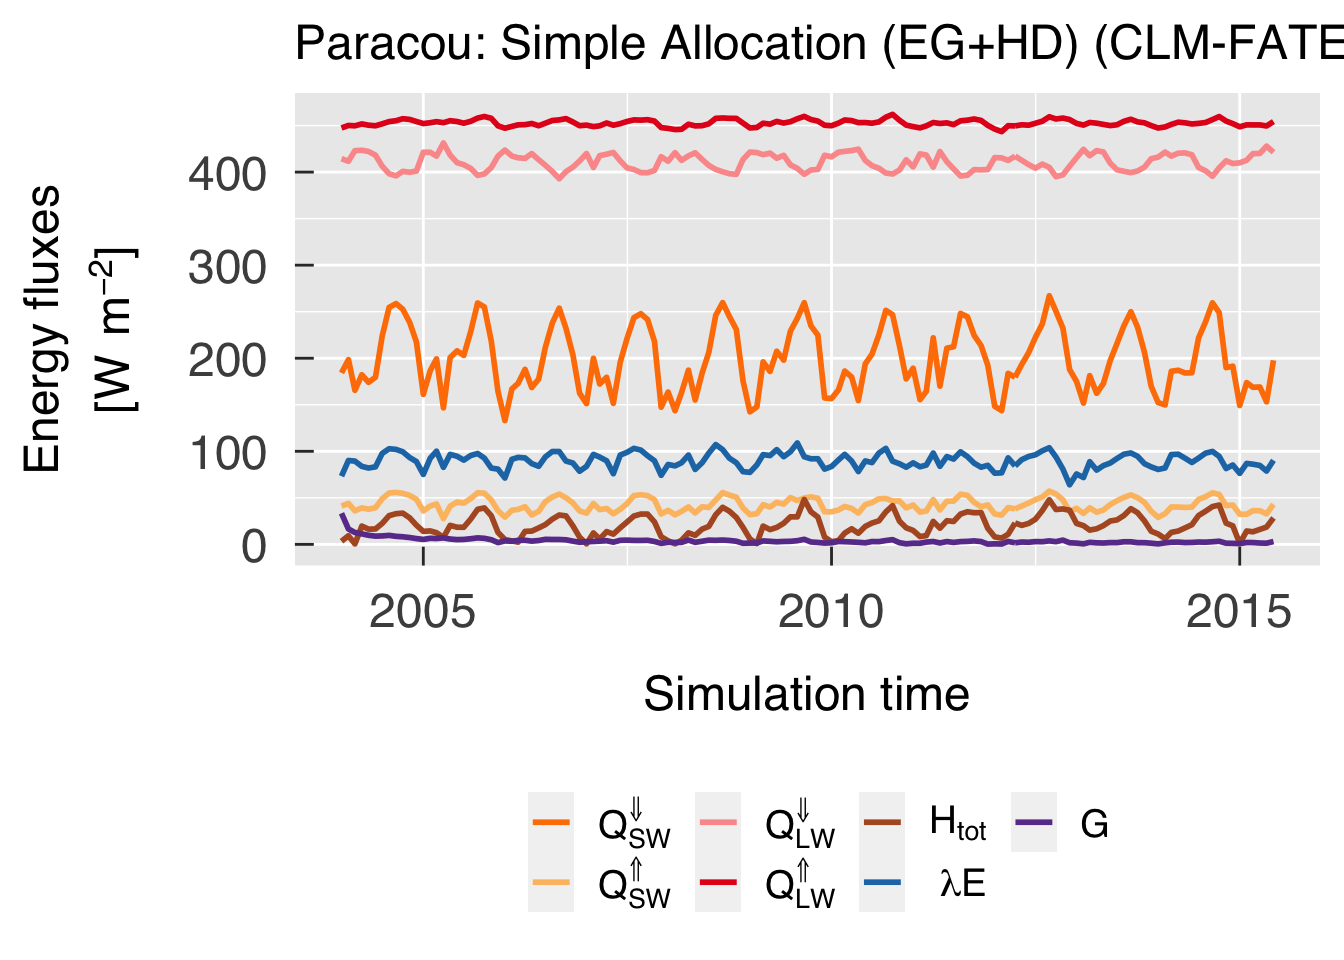 Paracou: Simple Allocation (EG+HD) (CLM-FATE
Energy fluxes
[W m⁻²]
400
300
200
100
0
2005 2010 2015
Simulation time
Q⇓SW Q⇓LW Htot G
Q⇑SW Q⇑LW λE